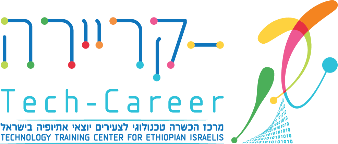 טק-קריירה
Tech-Career
מרכז הכשרה טכנולוגי לצעירים יוצאי אתיופיה בישראל
TECHNOLOGY TRAINING CENTER FOR ETHIOPIAN ISRAELIS